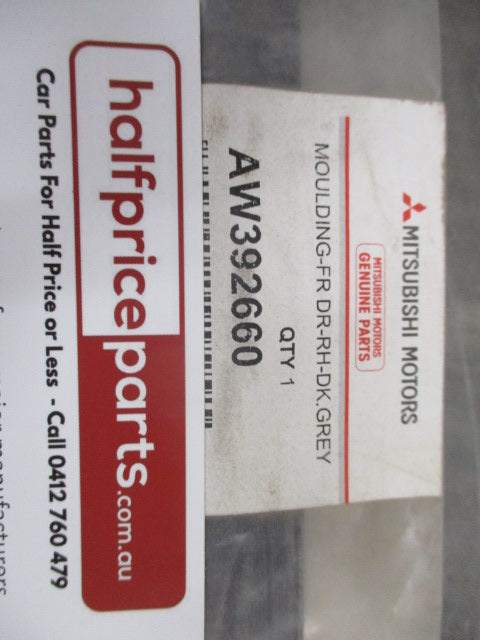 MITSUBISHI MOTORS
MITSUBISHI MOTORS
GENUINE PARTS
MOULDING-FR DR-RH-DK.GREY
QTY 1
AW392660
halfpriceparts.com.au
Car Parts For Half Price or Less - Call 0412 760 479
manufacturers